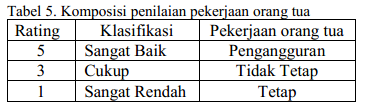 Tabel 5. Komposisi penilaian pekerjaan orang tua
Rating Klasifikasi Pekerjaan orang tua
5 Sangat Baik Pengangguran
3 Cukup Tidak Tetap
1 Sangat Rendah Tetap